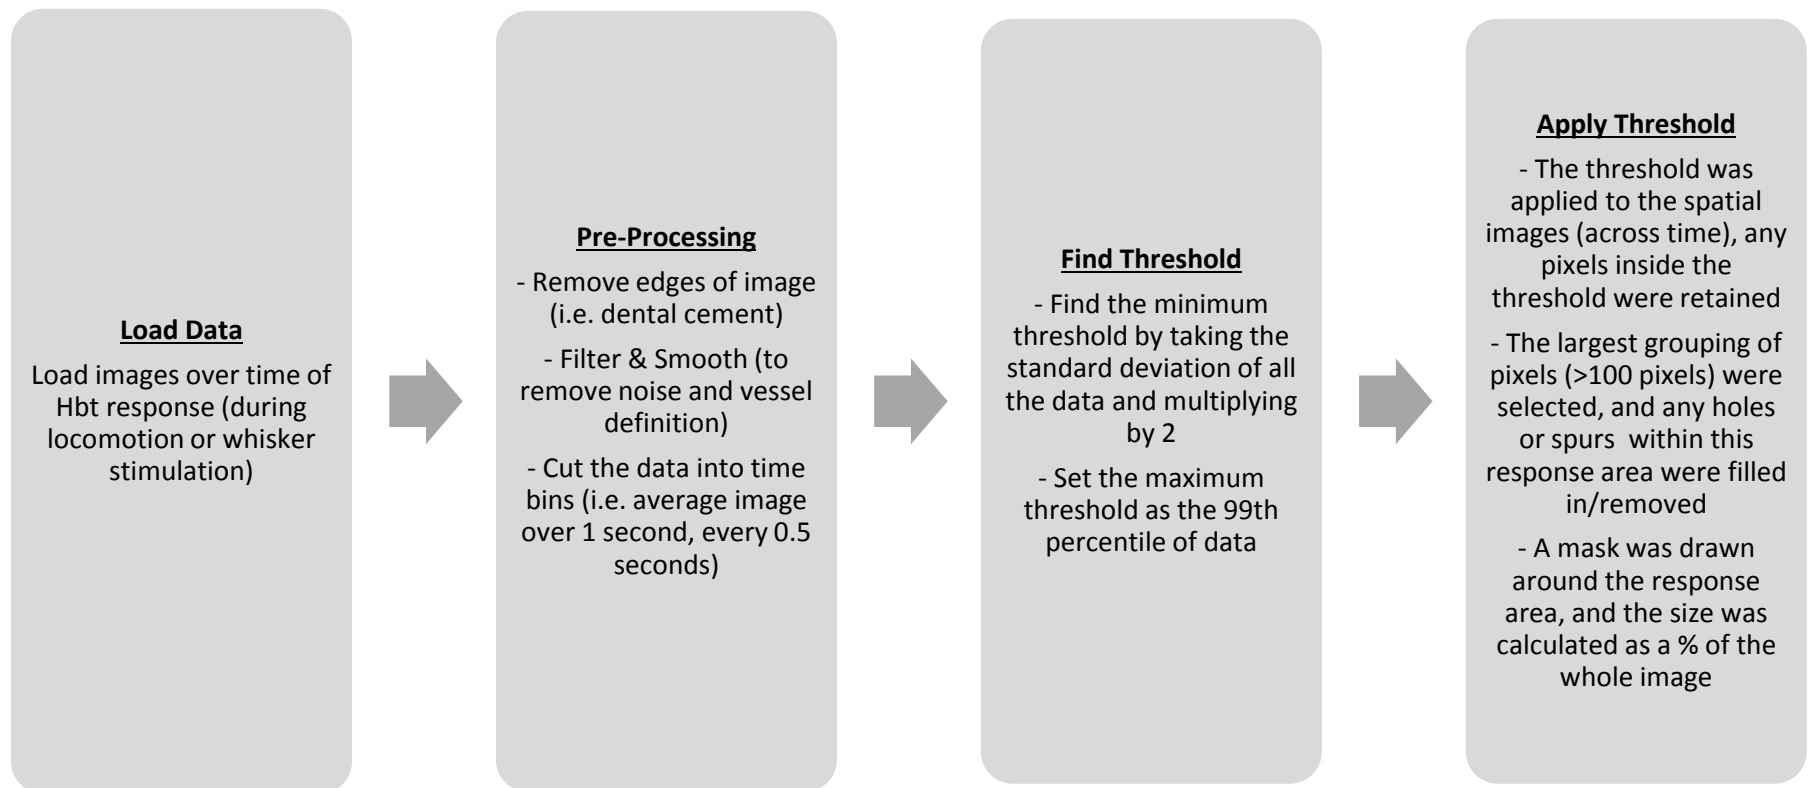 Load Data
Load images over time of
Hbt response (during
locomotion or whisker
stimulation)
Pre-Processing
- Remove edges of image
(i.e. dental cement)
- Filter & Smooth (to
remove noise and vessel
definition)
- Cut the data into time
bins (i.e. average image
over 1 second, every 0.5
seconds)
Find Threshold
- Find the minimum
threshold by taking the
standard deviation of all
the data and multiplying
by 2
- Set the maximum
threshold as the 99th
percentile of data
Apply Threshold
- The threshold was
applied to the spatial
images (across time), any
pixels inside the
threshold were retained
- The largest grouping of
pixels (>100 pixels) were
selected, and any holes
or spurs  within this
response area were filled
in/removed
- A mask was drawn
around the response
area, and the size was
calculated as a % of the
whole image